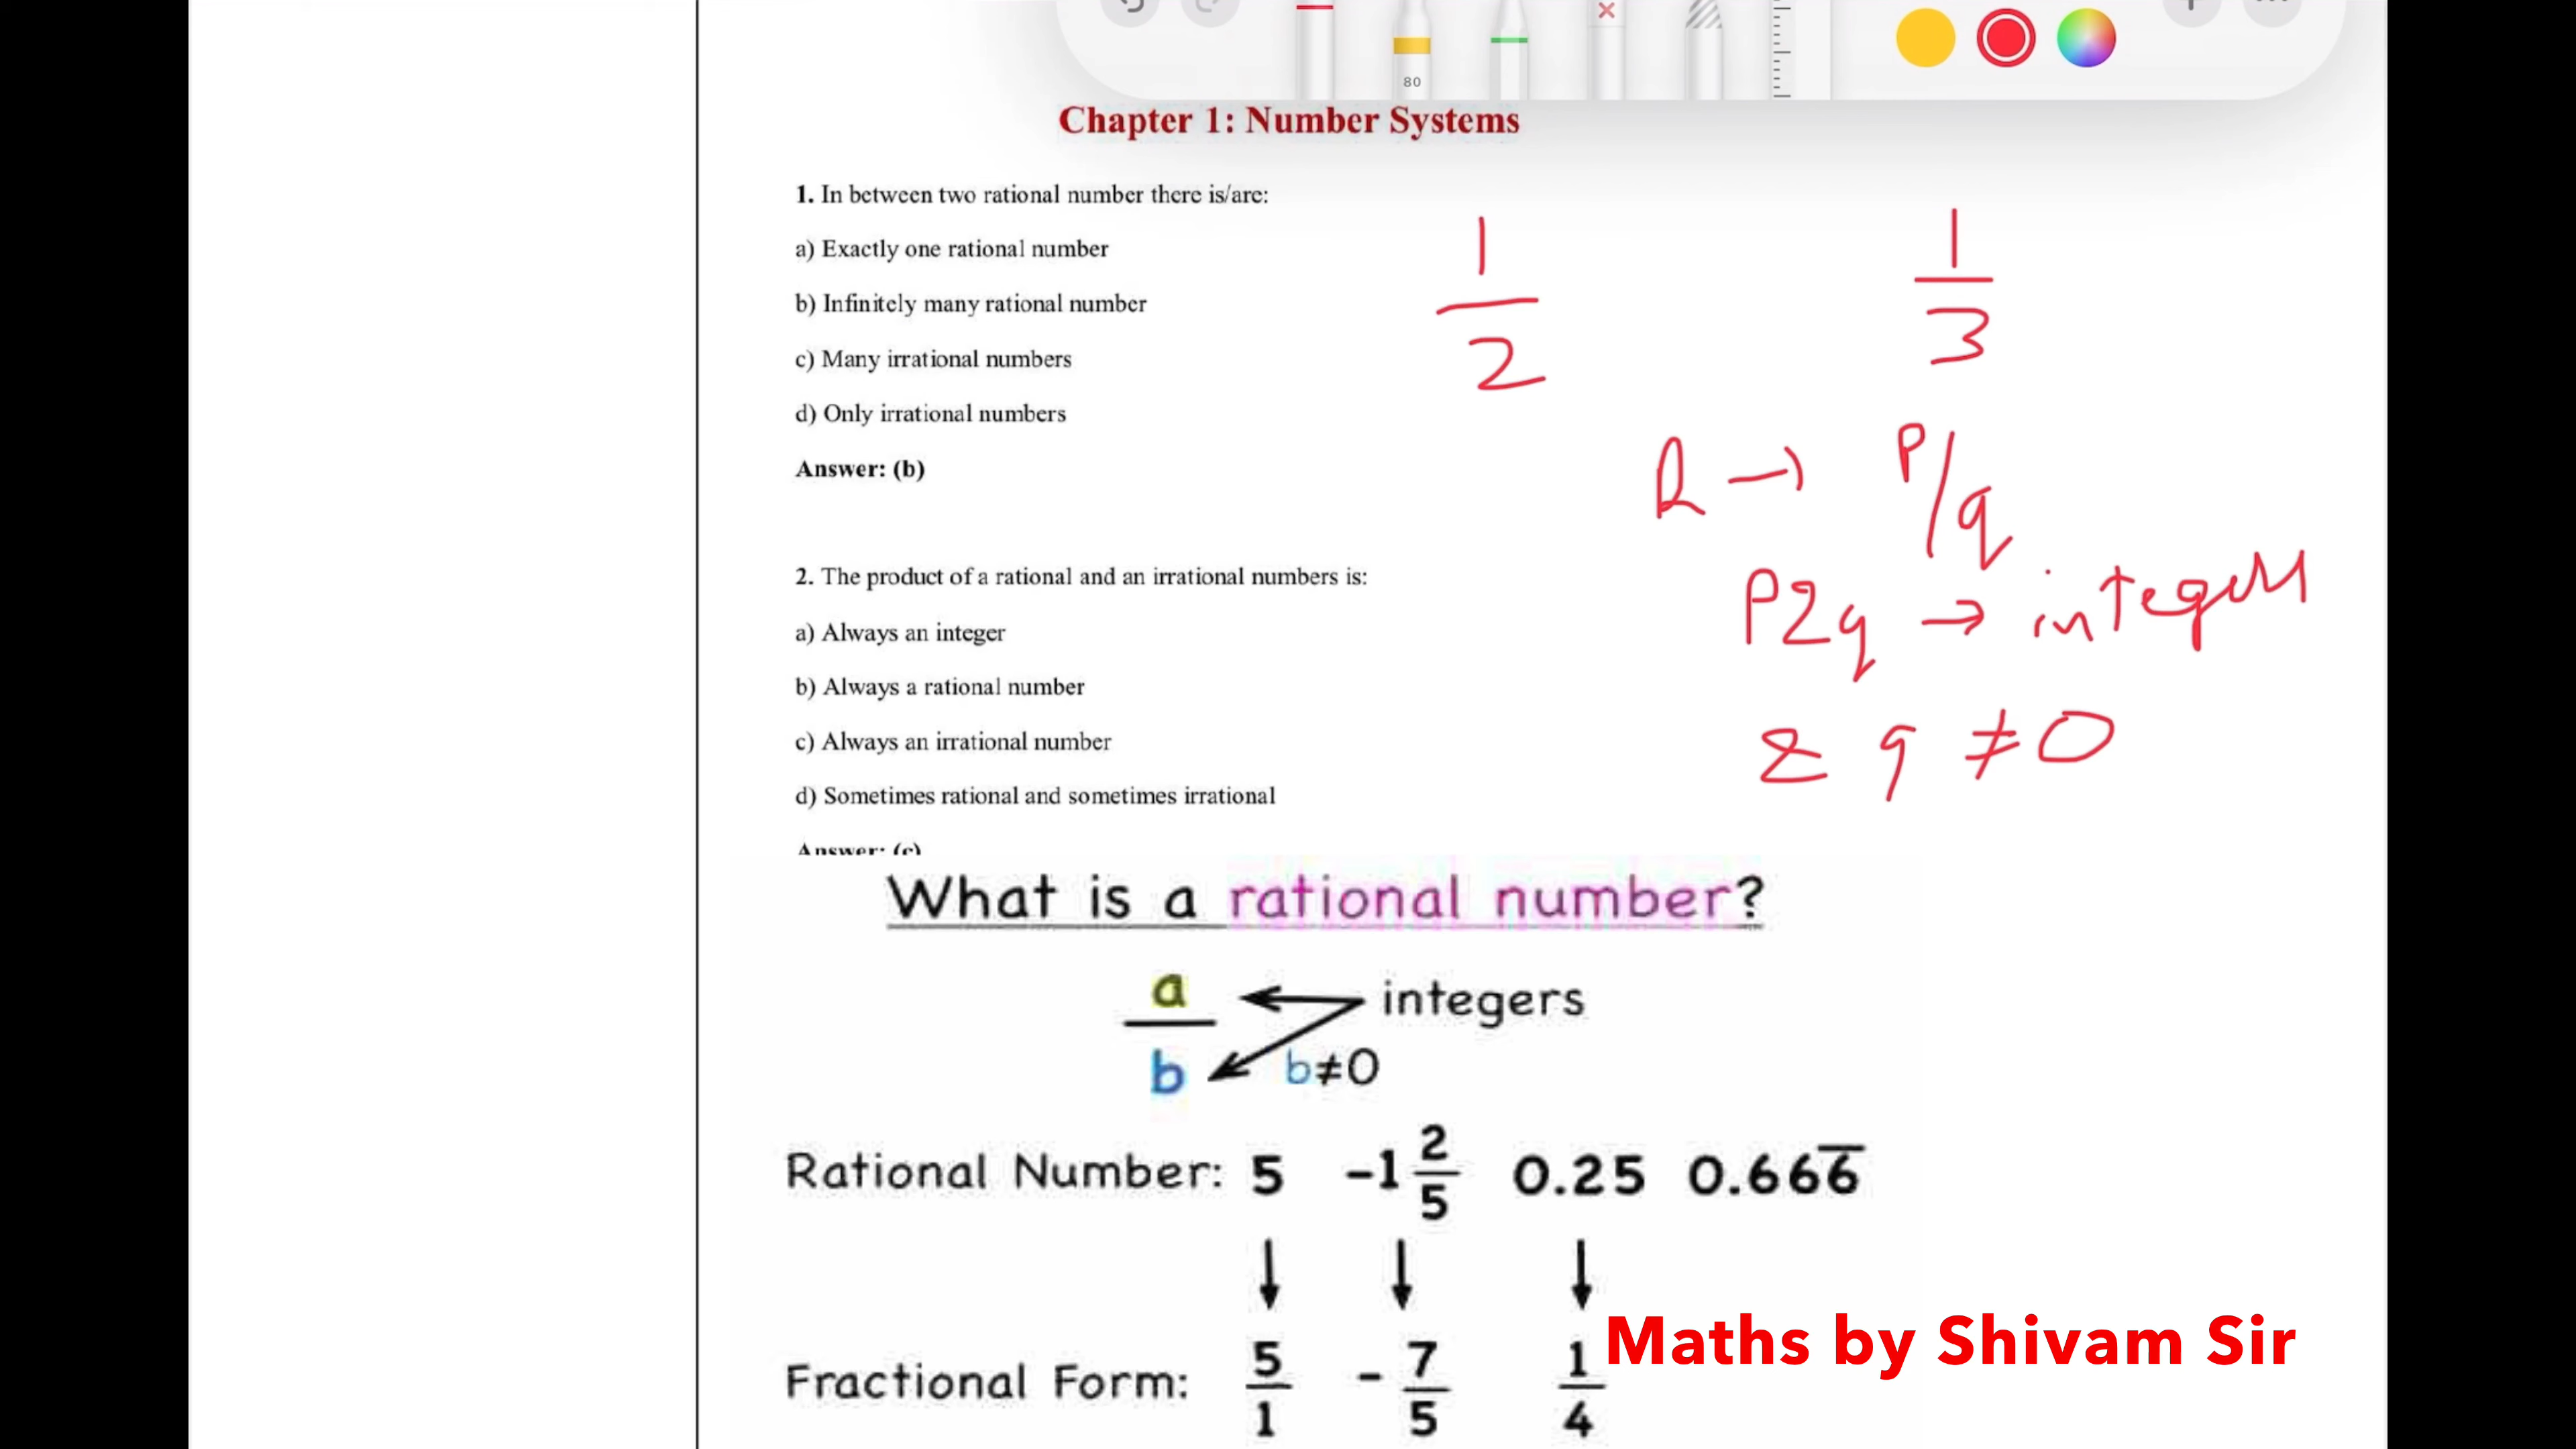 80
Chapter 1: Number Systems
1. In between two rational number there is/are:
a) Exactly one rational number
b) Infinitely many rational number
c) Many irrational numbers
d) Only irrational numbers
Answer: (b)
1/2
1/3
R → P/q
P & q → integers
& q ≠ 0
2. The product of a rational and an irrational numbers is:
a) Always an integer
b) Always a rational number
c) Always an irrational number
d) Sometimes rational and sometimes irrational
Answer: (c)
What is a rational number?
a ← integers
b b≠0
Rational Number: 5 -1 2/5 0.25 0.666̅
Fractional Form: 5/1 - 7/5 1/4
Maths by Shivam Sir